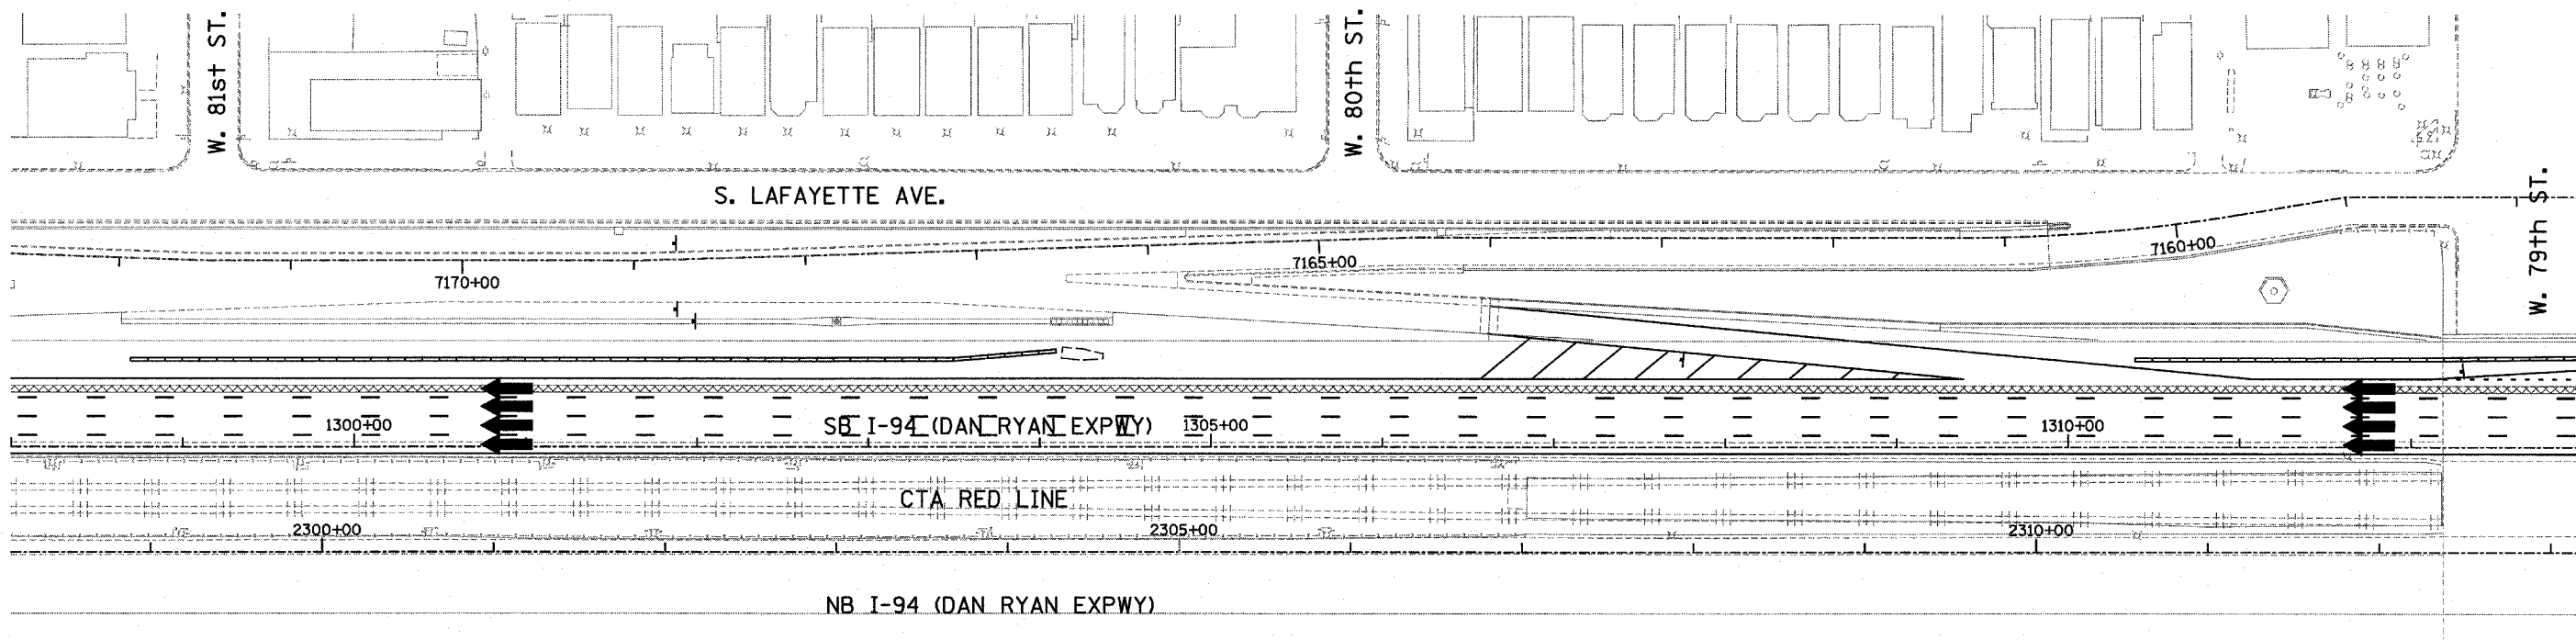 W. 81st ST.
W. 80th ST.
W. 79th ST.
S. LAFAYETTE AVE.
7170+00
7165+00
7160+00
1300+00
SB I-94 (DAN RYAN EXPWY)
1305+00
1310+00
CTA RED LINE
2300+00
2305+00
2310+00
NB I-94 (DAN RYAN EXPWY)